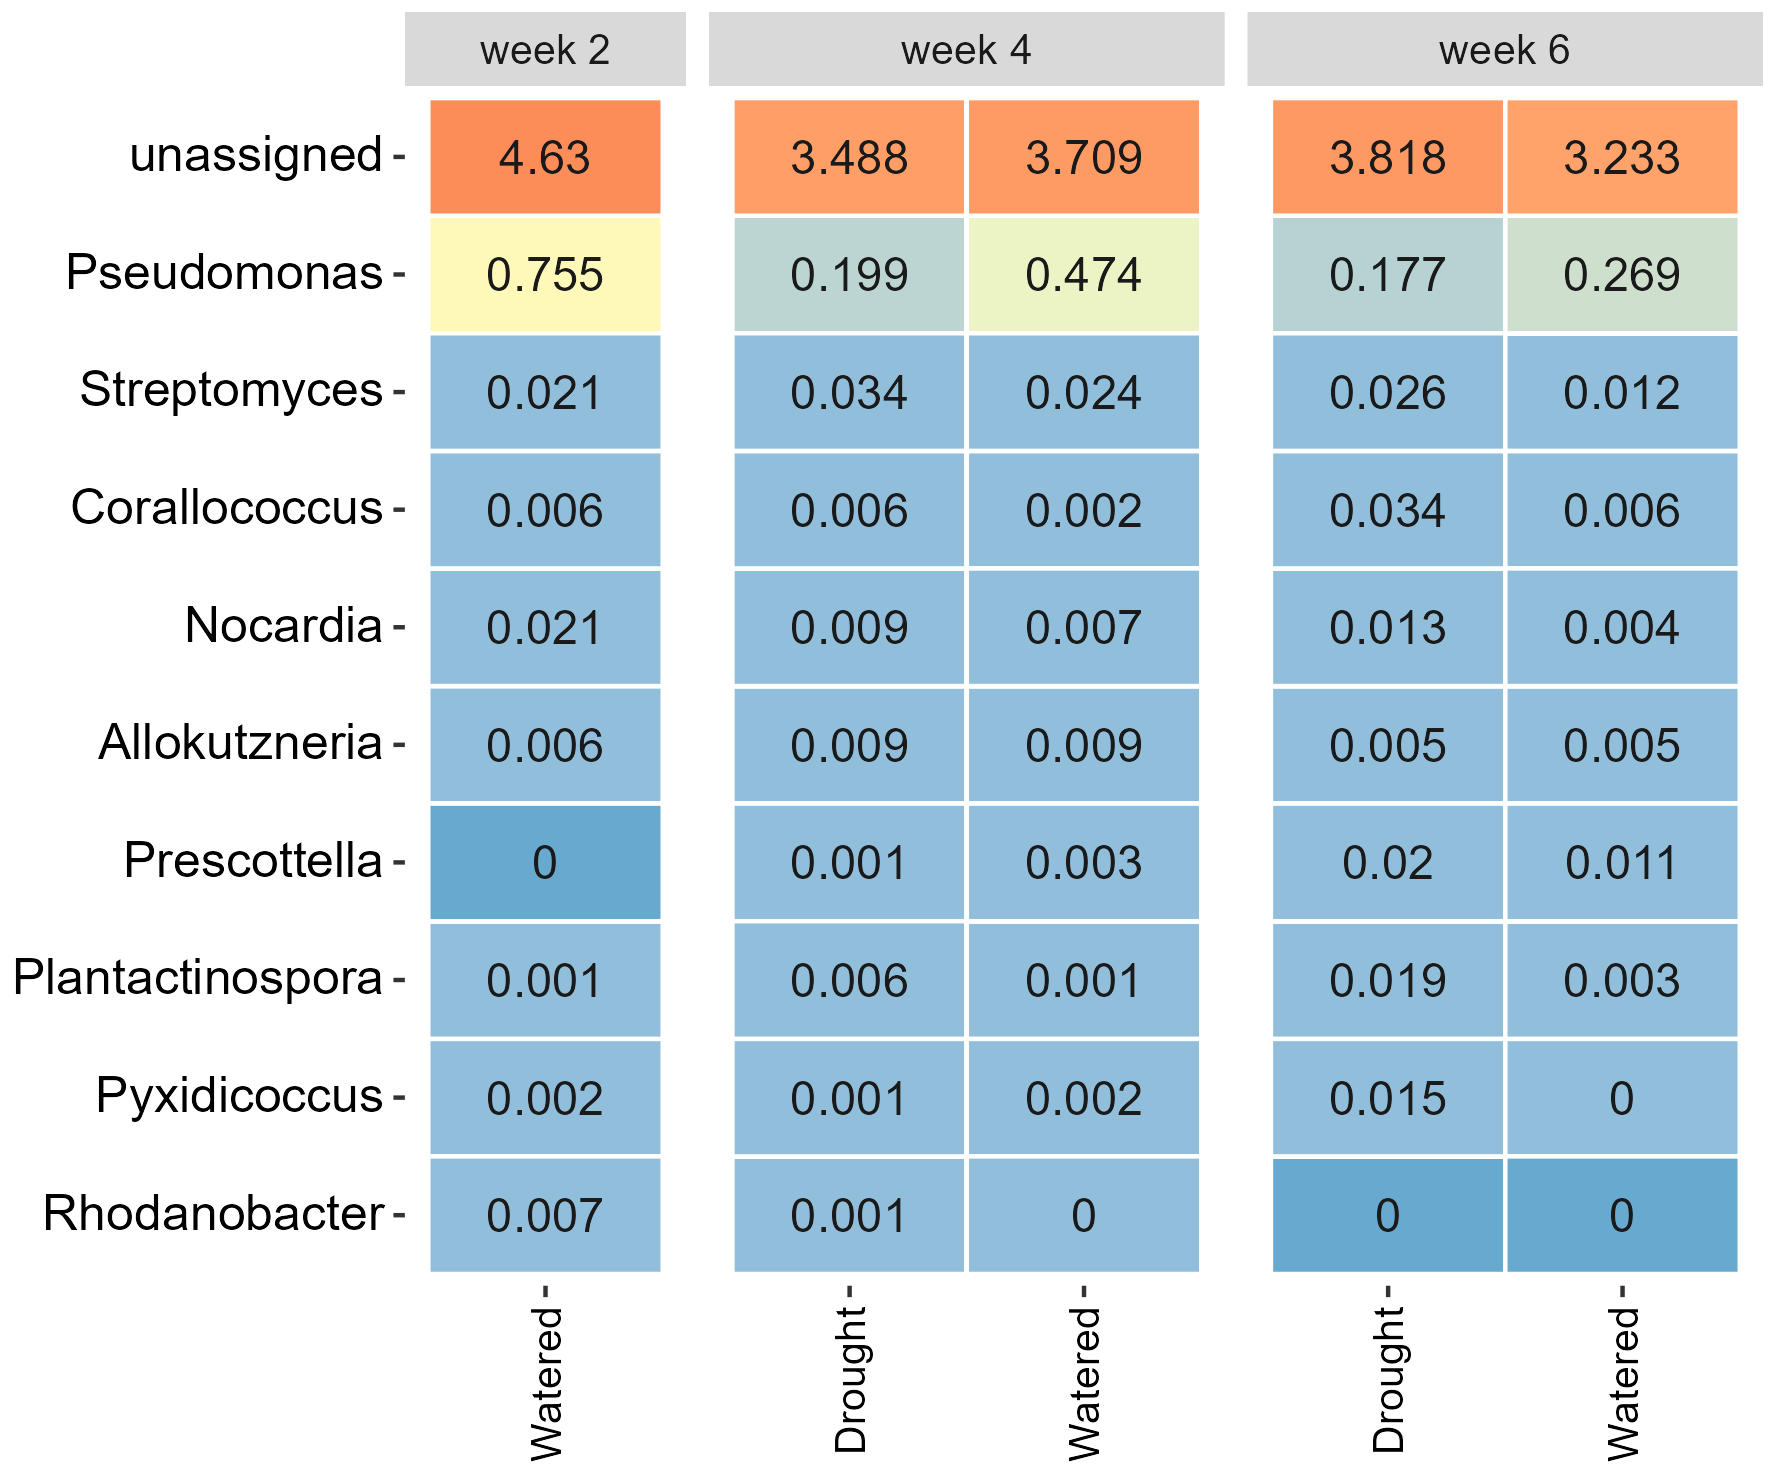 week 2 week 4 week 6
unassigned 4.63 3.488 3.709 3.818 3.233
Pseudomonas 0.755 0.199 0.474 0.177 0.269
Streptomyces 0.021 0.034 0.024 0.026 0.012
Corallococcus 0.006 0.006 0.002 0.034 0.006
Nocardia 0.021 0.009 0.007 0.013 0.004
Allokutzneria 0.006 0.009 0.009 0.005 0.005
Prescottella 0 0.001 0.003 0.02 0.011
Plantactinospora 0.001 0.006 0.001 0.019 0.003
Pyxidicoccus 0.002 0.001 0.002 0.015 0
Rhodanobacter 0.007 0.001 0 0 0
Watered Drought Watered Drought Watered